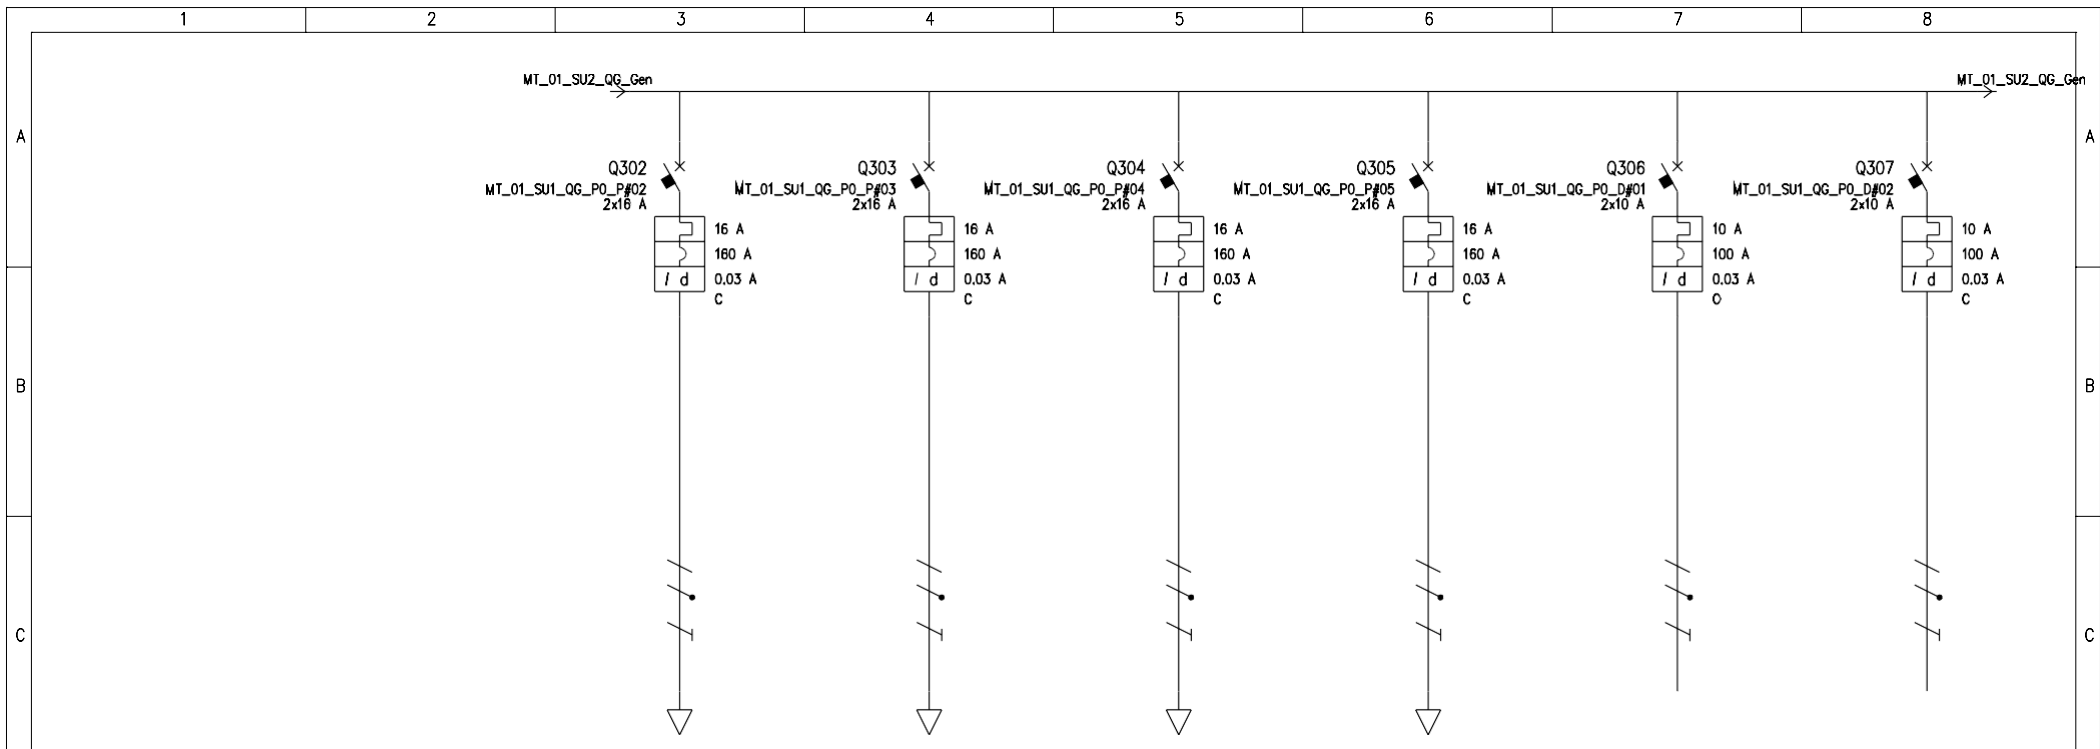 1 2 3 4 5 6 7 8
MT_01_SU2_QG_Gen MT_01_SU2_QG_Gen
A A
Q302 Q303 Q304 Q305 Q306 Q307
MT_01_SU1_QG_P0_P#02 MT_01_SU1_QG_P0_P#03 MT_01_SU1_QG_P0_P#04 MT_01_SU1_QG_P0_P#05 MT_01_SU1_QG_P0_D#01 MT_01_SU1_QG_P0_D#02
2x16 A 2x16 A 2x16 A 2x16 A 2x10 A 2x10 A
16 A 16 A 16 A 16 A 10 A 10 A
160 A 160 A 160 A 160 A 100 A 100 A
I d 0.03 A I d 0.03 A I d 0.03 A I d 0.03 A I d 0.03 A I d 0.03 A
C C C C O C
B B
C C